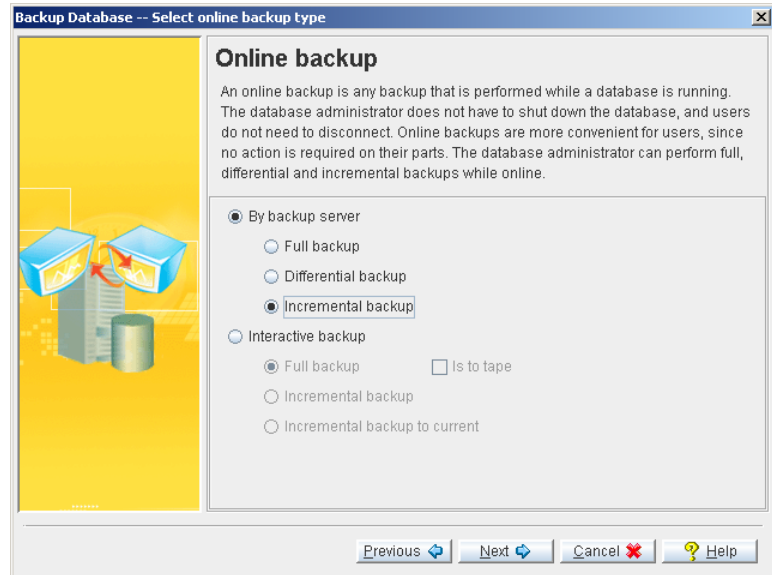 Backup Database -- Select online backup type
Online backup
An online backup is any backup that is performed while a database is running.
The database administrator does not have to shut down the database, and users
do not need to disconnect. Online backups are more convenient for users, since
no action is required on their parts. The database administrator can perform full,
differential and incremental backups while online.
By backup server
Full backup
Differential backup
Incremental backup
Interactive backup
Full backup Is to tape
Incremental backup
Incremental backup to current
Previous Next Cancel Help